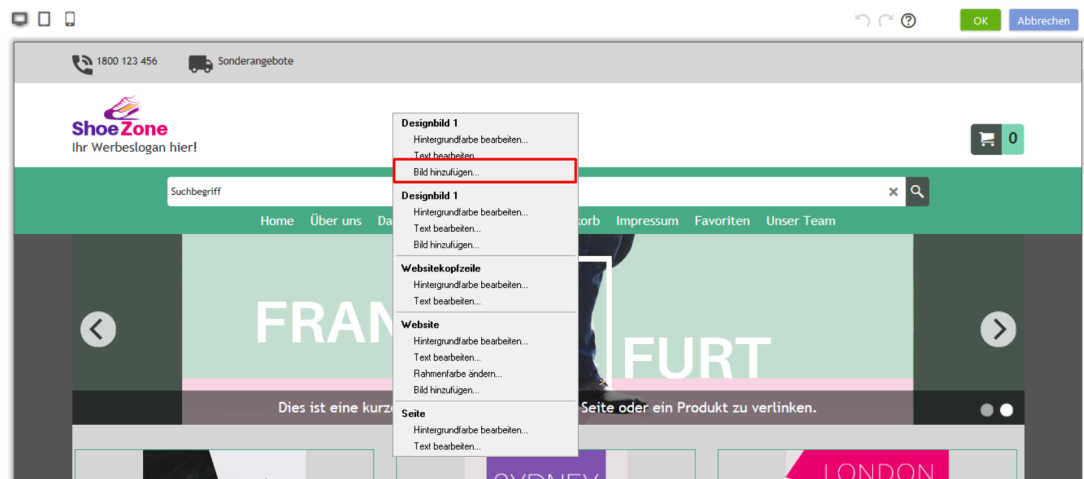 OK
Abbrechen
1800 123 456
Sonderangebote
ShoeZone
Ihr Werbeslogan hier!
0
Suchbegriff
Home Über uns Impressum Favoriten Unser Team
Designbild 1
Hintergrundfarbe bearbeiten...
Text bearbeiten...
Bild hinzufügen...
Designbild 1
Hintergrundfarbe bearbeiten...
Text bearbeiten...
Bild hinzufügen...
Websitekopfzeile
Hintergrundfarbe bearbeiten...
Text bearbeiten...
Website
Hintergrundfarbe bearbeiten...
Text bearbeiten...
Rahmenfarbe ändern...
Bild hinzufügen...
Seite
Hintergrundfarbe bearbeiten...
Text bearbeiten...
FRAN
FURT
Dies ist eine kurz Seite oder ein Produkt zu verlinken.
SYDNEY
LONDON